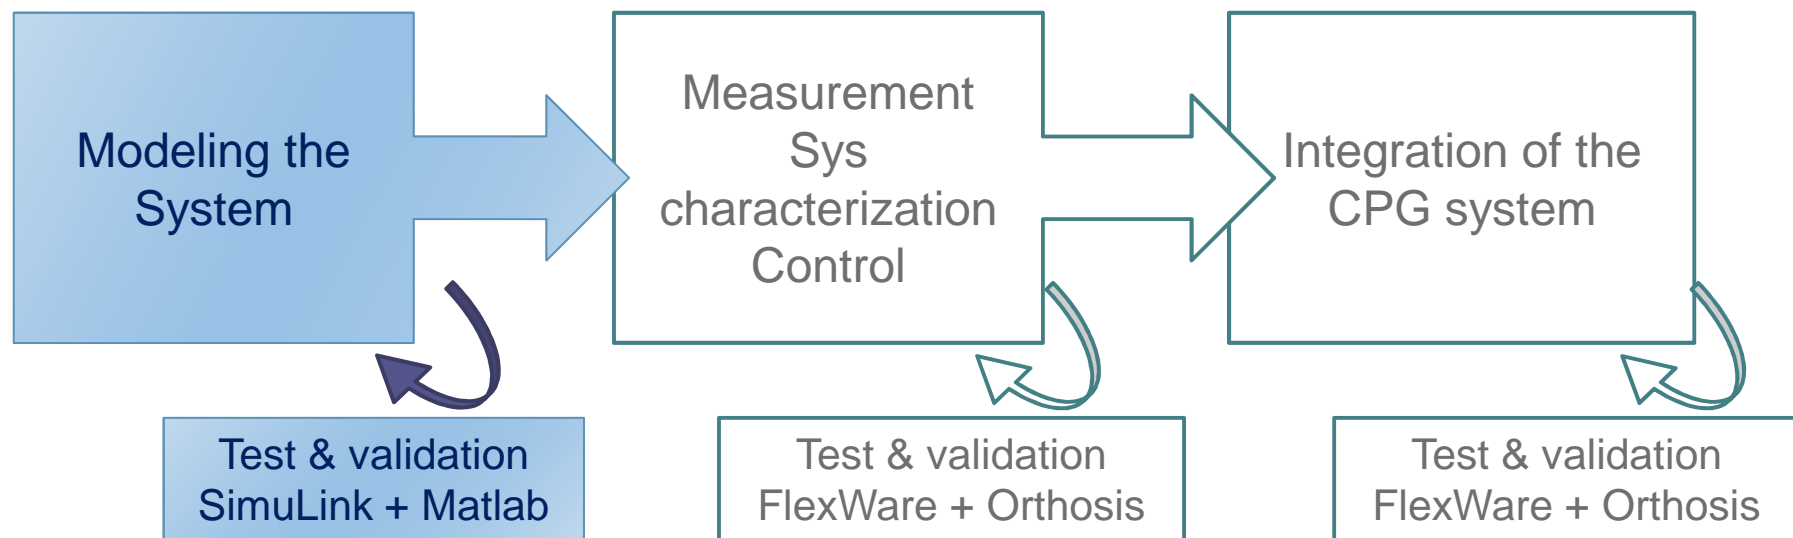 Modeling the
System
Measurement
Sys
characterization
Control
Integration of the
CPG system
Test & validation
SimuLink + Matlab
Test & validation
FlexWare + Orthosis
Test & validation
FlexWare + Orthosis